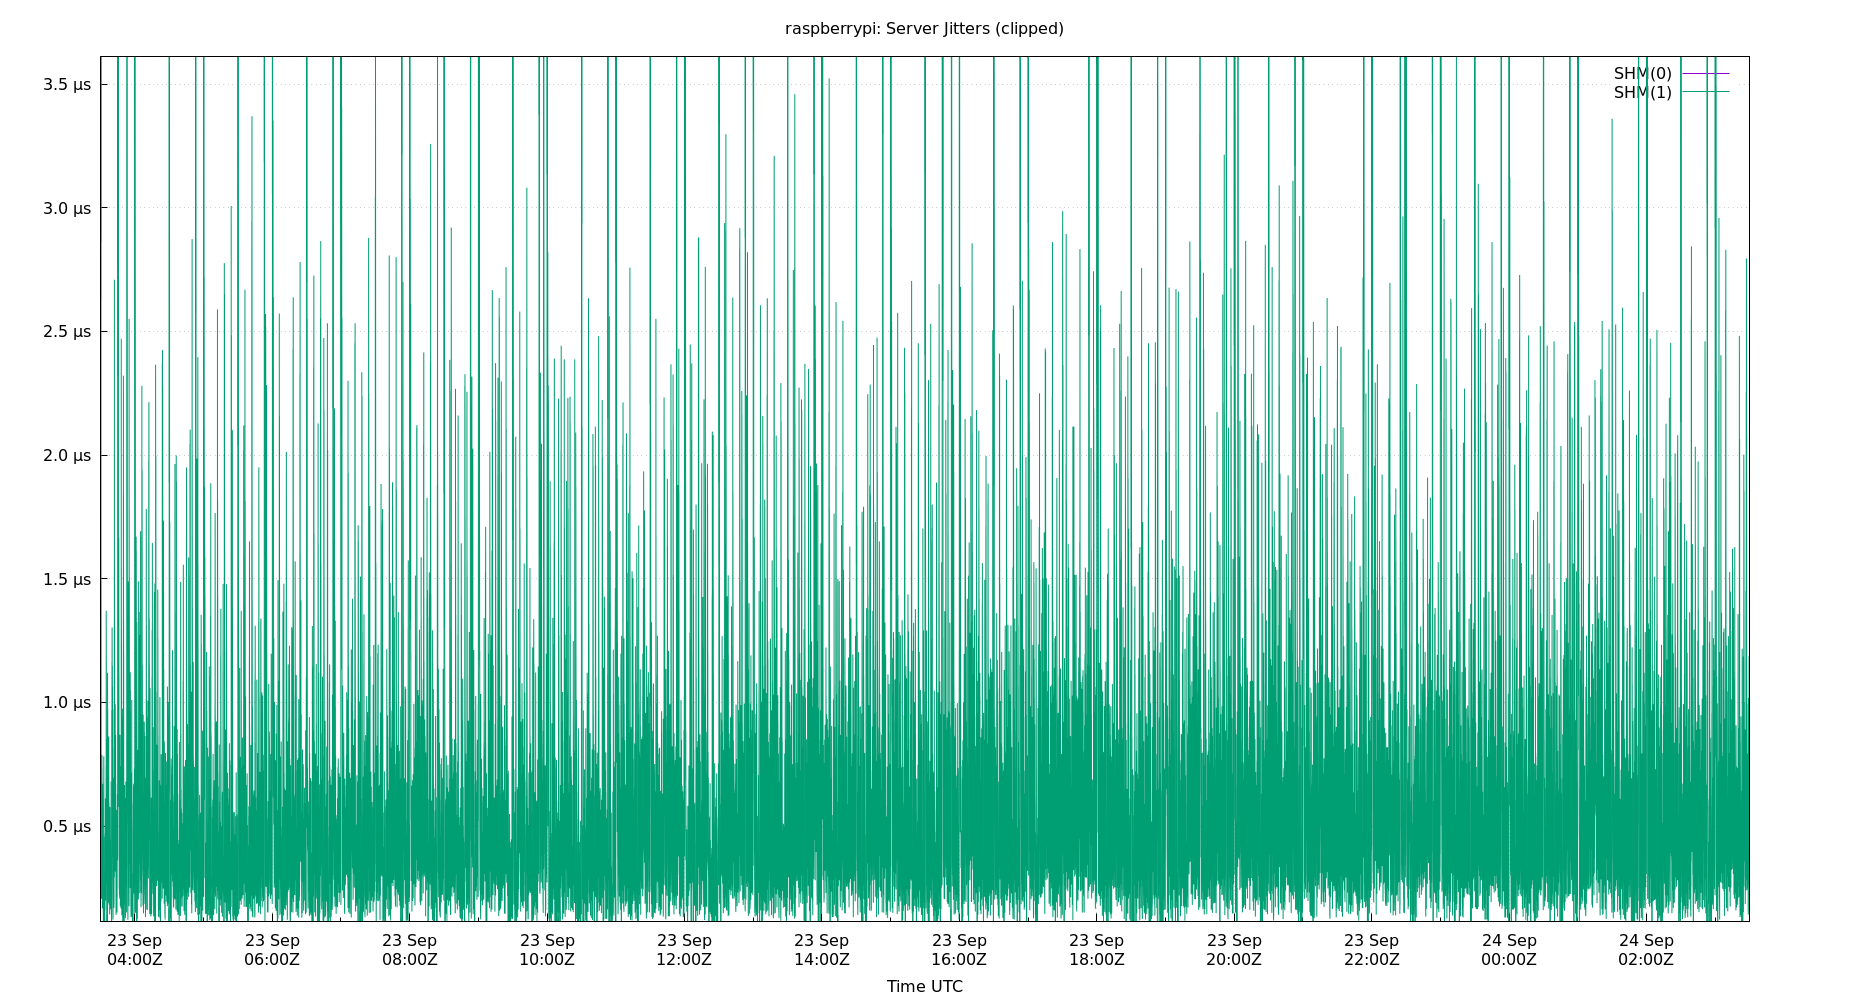 raspberrypi: Server Jitters (clipped)
SHM(0)
SHM(1)
3.5 μs
3.0 μs
2.5 μs
2.0 μs
1.5 μs
1.0 μs
0.5 μs
23 Sep 23 Sep 23 Sep 23 Sep 23 Sep 23 Sep 23 Sep 23 Sep 23 Sep 23 Sep 24 Sep 24 Sep
04:00Z 06:00Z 08:00Z 10:00Z 12:00Z 14:00Z 16:00Z 18:00Z 20:00Z 22:00Z 00:00Z 02:00Z
Time UTC